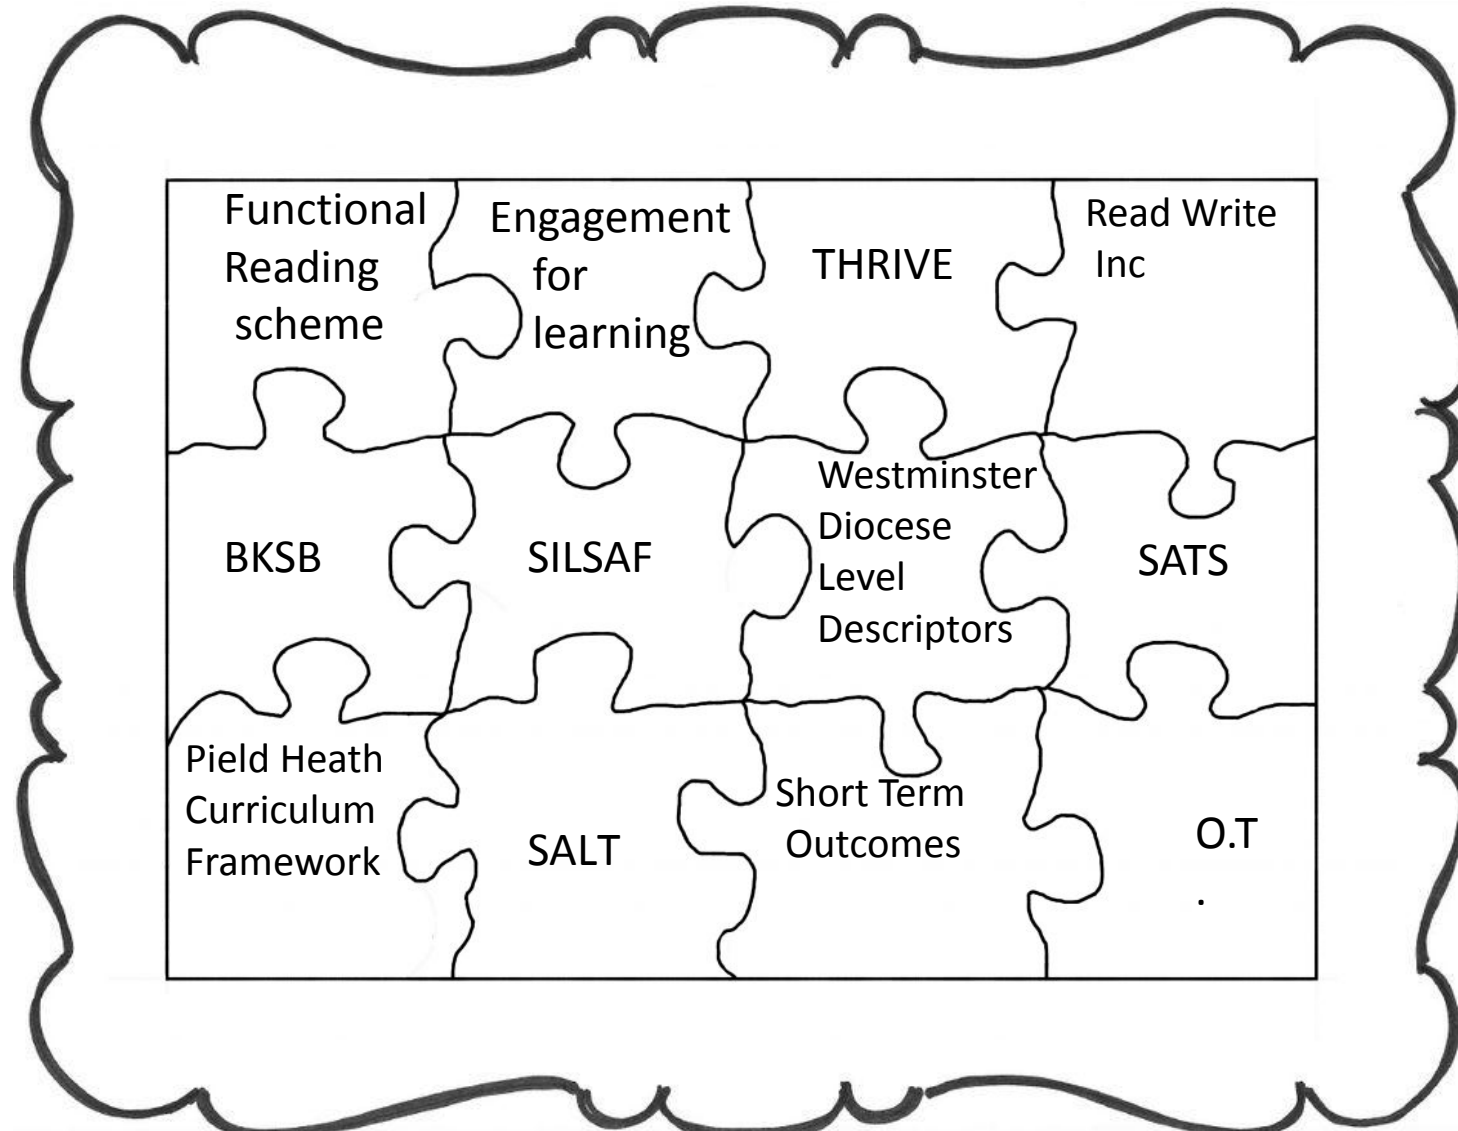 Functional
Reading
scheme
Engagement
for
learning
THRIVE
Read Write
Inc
BKSB
SILSAF
Westminster
Diocese
Level
Descriptors
SATS
Pield Heath
Curriculum
Framework
SALT
Short Term
Outcomes
O.T
.